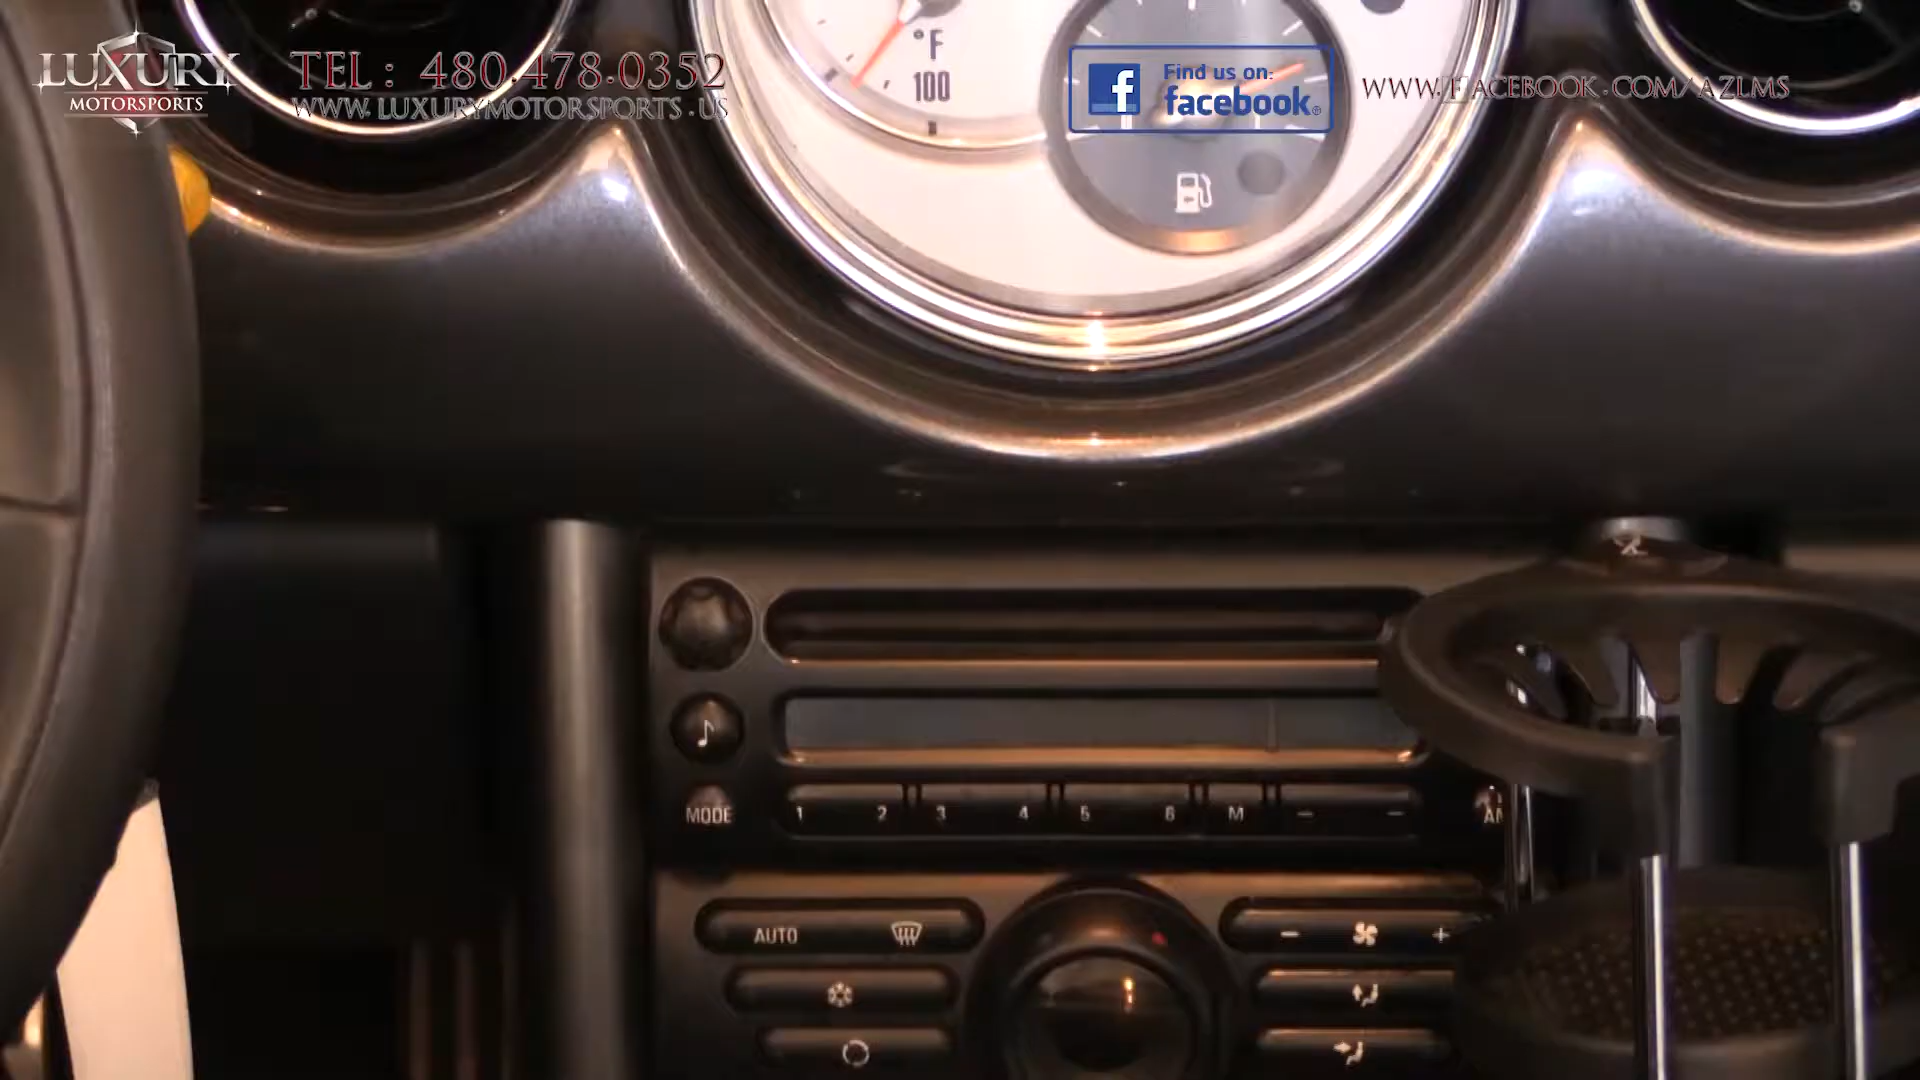 LUXURY
MOTORSPORTS
TEL : 480.478.0352
WWW.LUXURYMOTORSPORTS.US
Find us on:
facebook
WWW.FACEBOOK.COM/AZLMS
°F
100
MODE
1 2 3 4 5 6 M
AUTO